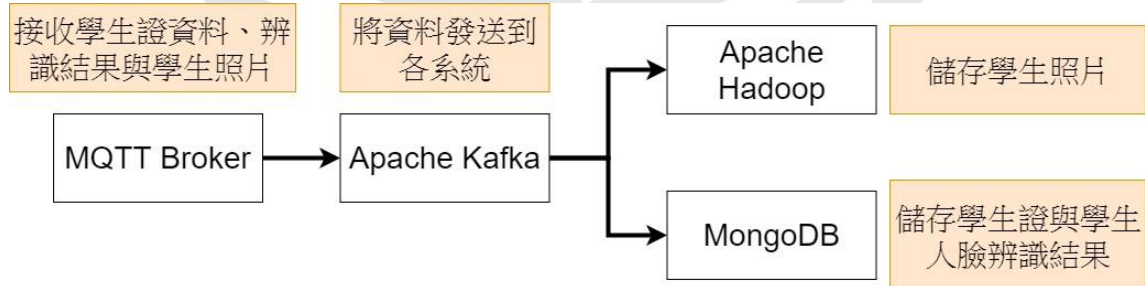 接收學生證資料、辨
識結果與學生照片
將資料發送到
各系統
Apache
Hadoop
儲存學生照片
MQTT Broker
Apache Kafka
MongoDB
儲存學生證與學生
人臉辨識結果